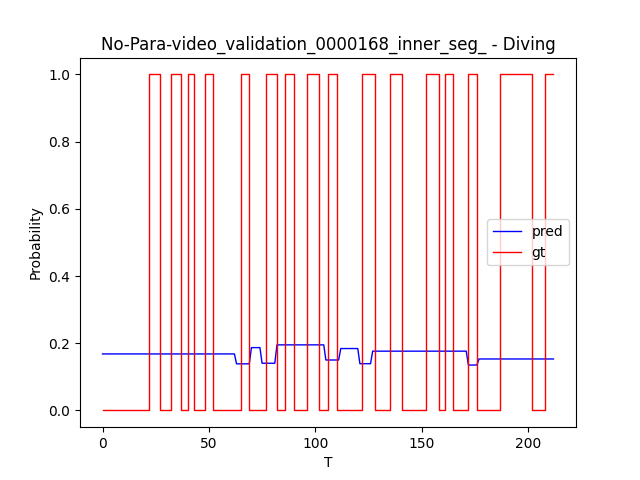 No-Para-video_validation_0000168_inner_seg_ - Diving
1.0
0.8
0.6
0.4
0.2
0.0
Probability
pred
gt
0
50
100
150
200
T